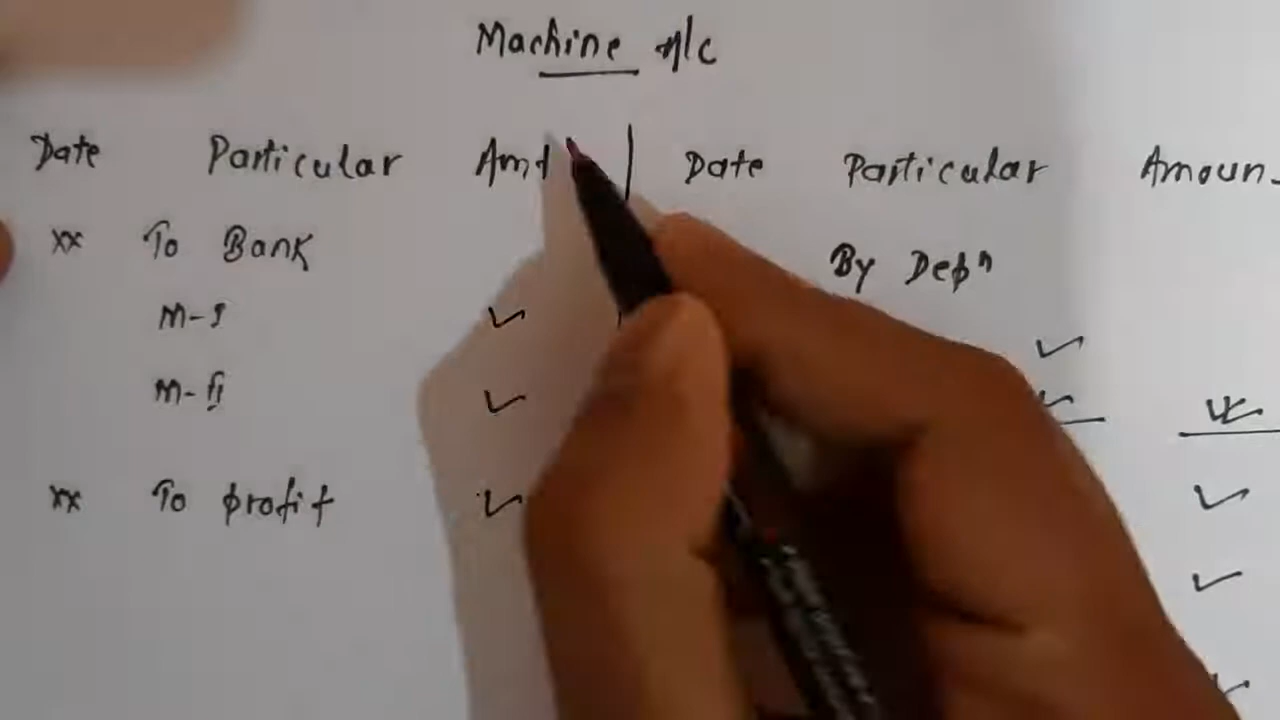 Machine A/c
Date Particular Amt Date Particular Amoun
xx To Bank By Depn
M-I
M-II
xx To profit